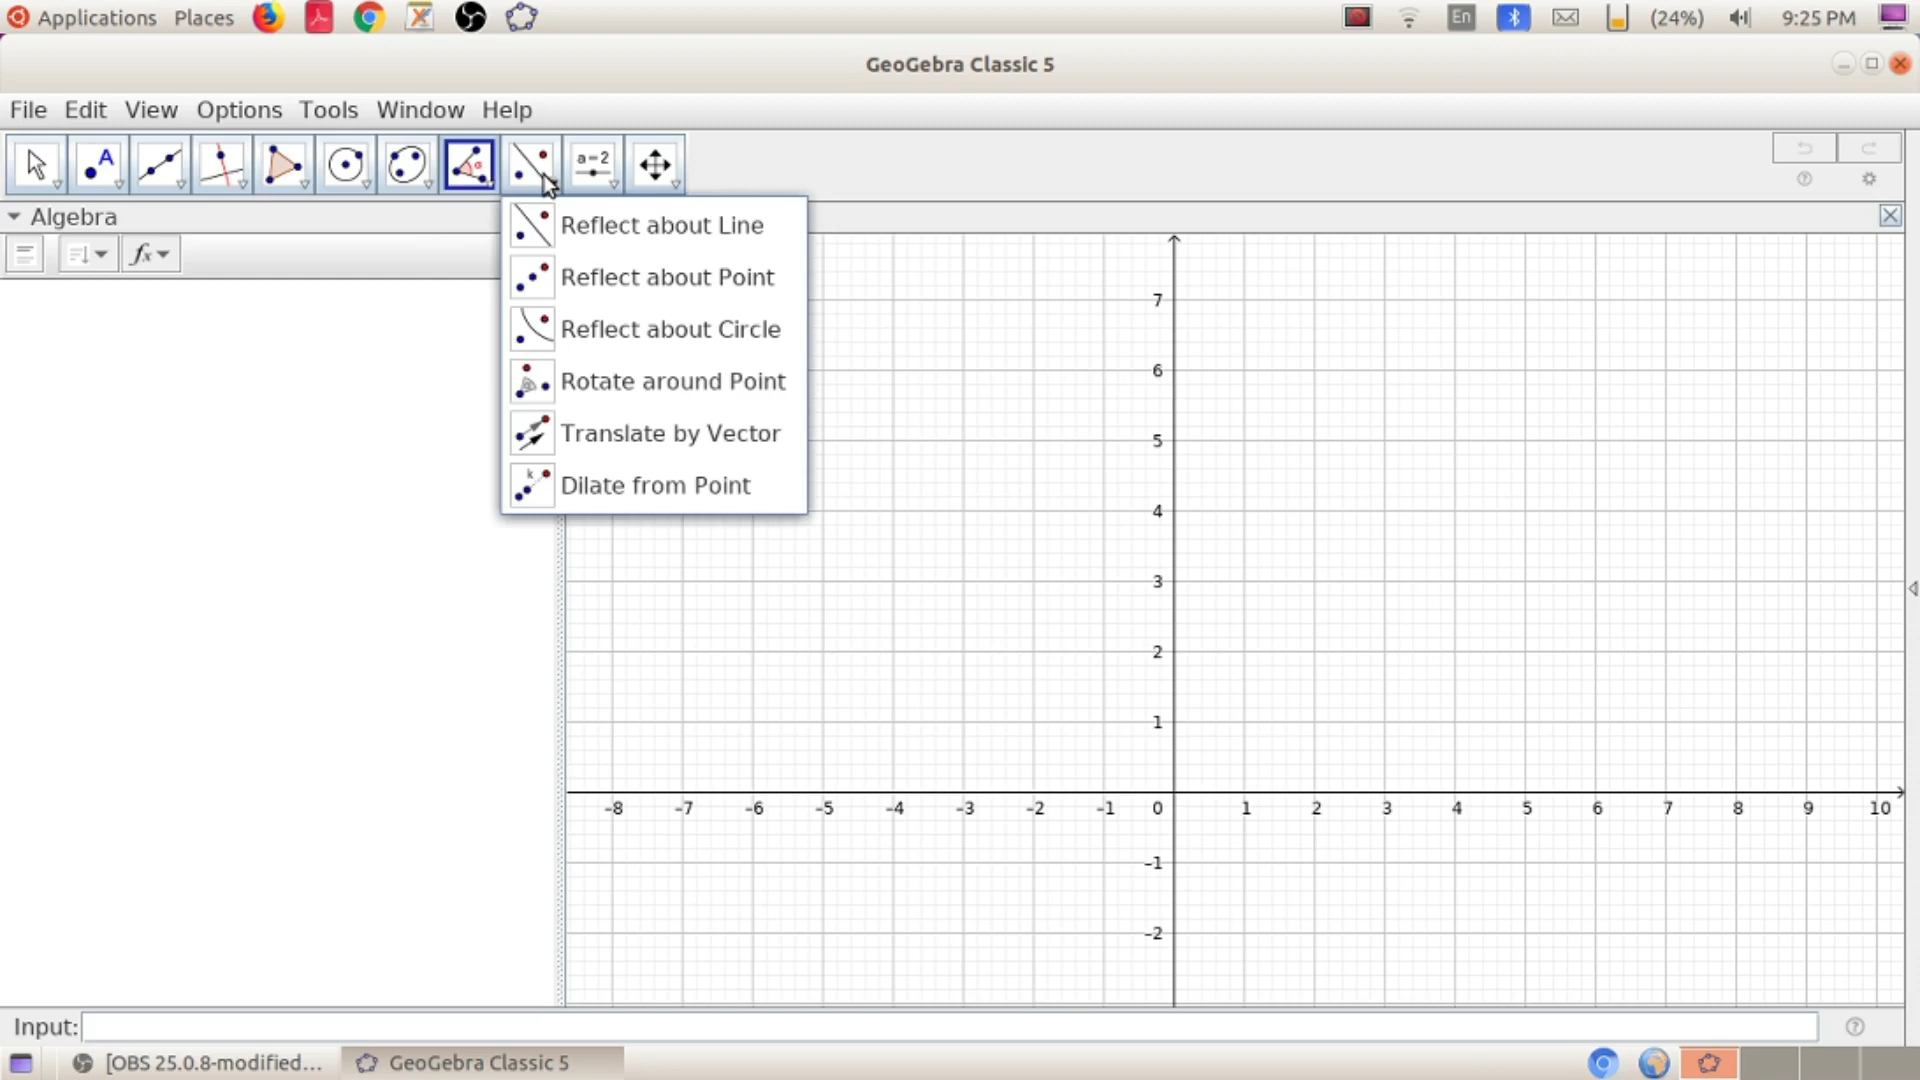 Applications Places En (24%) 9:25 PM
GeoGebra Classic 5
File Edit View Options Tools Window Help
A α a=2
Algebra
fx
Reflect about Line
Reflect about Point
Reflect about Circle
Rotate around Point
Translate by Vector
k
Dilate from Point
7
6
5
4
3
2
1
-8 -7 -6 -5 -4 -3 -2 -1 0 1 2 3 4 5 6 7 8 9 10
-1
-2
Input:
[OBS 25.0.8-modified... GeoGebra Classic 5